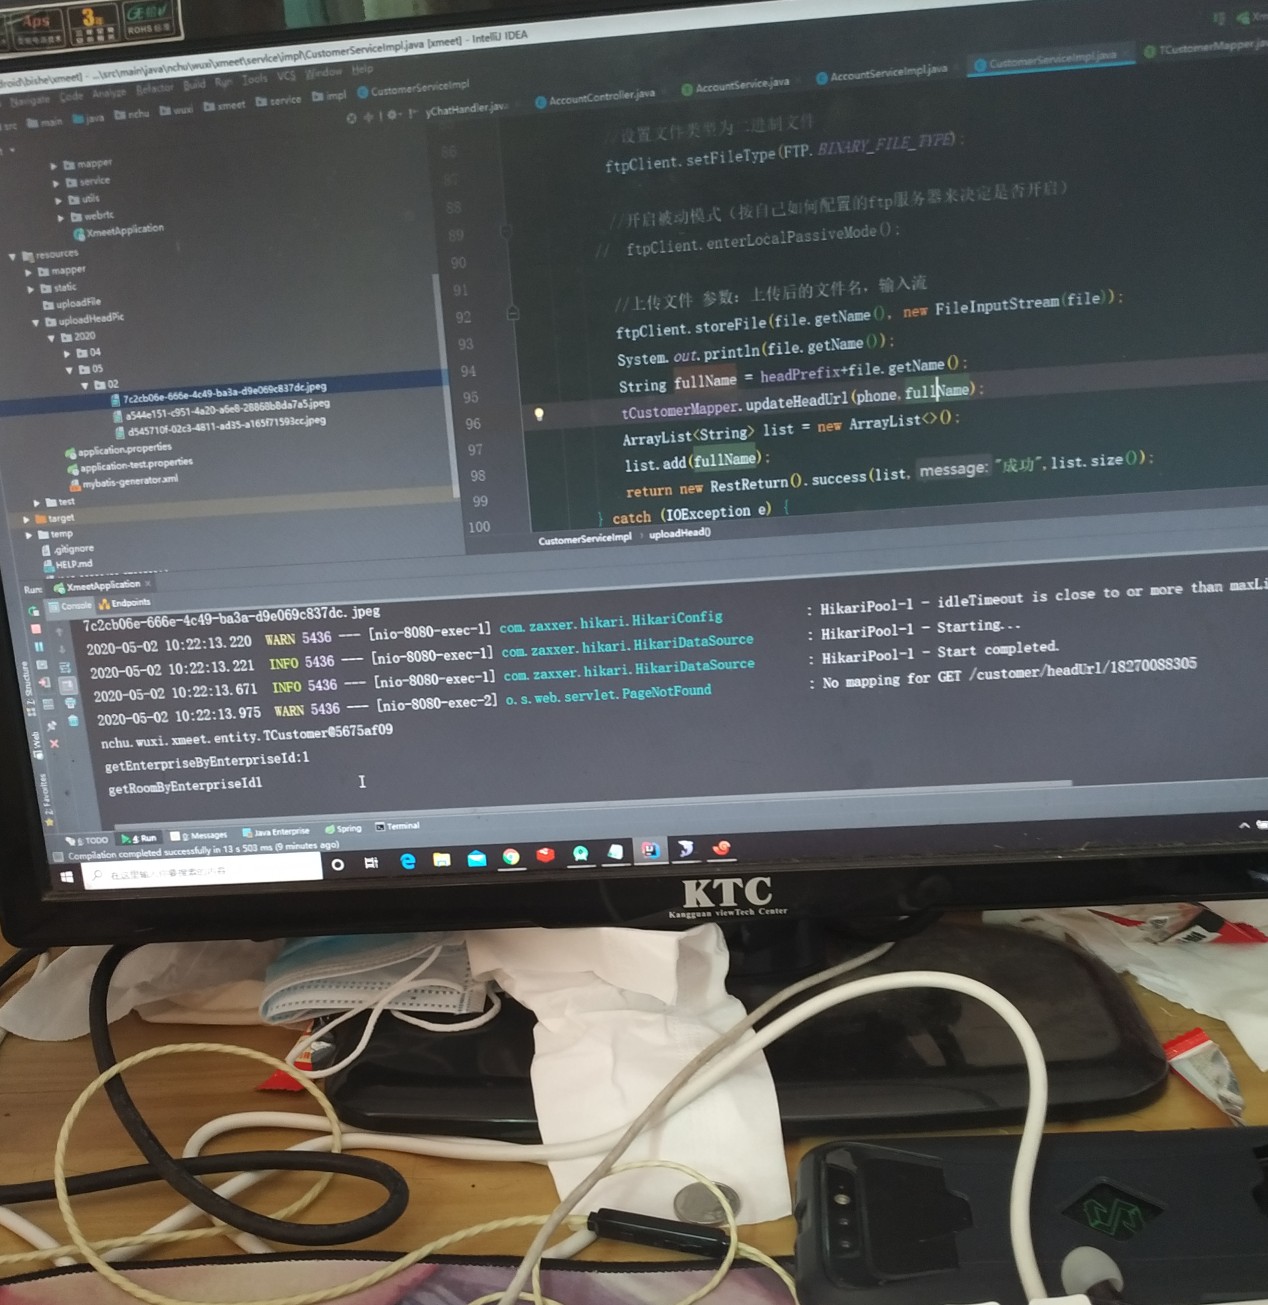 Aps
3年
ROHS 标准
droid\bishe\xmeet] - ...\src\main\java\nchu\wuxi\xmeet\service\impl\CustomerServiceImpl.java [xmeet] - IntelliJ IDEA
Navigate Code Analyze Refactor Build Run Tools VCS Window Help
src main java nchu wuxi xmeet service impl CustomerServiceImpl
yChatHandler.java AccountController.java AccountService.java AccountServiceImpl.java CustomerServiceImpl.java TCustomerMapper.java
mapper
service
utils
webrtc
XmeetApplication
resources
mapper
static
uploadFile
uploadHeadPic
2020
04
05
02
7c2cb06e-666e-4c49-ba3a-d9e069c837dc.jpeg
a544e151-c951-4a20-a6e8-28868b8da7a5.jpeg
d545710f-02c3-4811-ad35-a165f71593cc.jpeg
application.properties
application-test.properties
mybatis-generator.xml
test
target
temp
.gitignore
HELP.md
86 //设置文件类型为二进制文件
87 ftpClient.setFileType(FTP.BINARY_FILE_TYPE);
88
89 //开启被动模式（按自己如何配置的ftp服务器来决定是否开启）
90 // ftpClient.enterLocalPassiveMode();
91
92 //上传文件 参数：上传后的文件名，输入流
93 ftpClient.storeFile(file.getName(), new FileInputStream(file));
94 System.out.println(file.getName());
95 String fullName = headPrefix+file.getName();
96 tCustomerMapper.updateHeadUrl(phone,fullName);
97 ArrayList<String> list = new ArrayList<>();
98 list.add(fullName);
99 return new RestReturn().success(list, message: "成功",list.size());
100 } catch (IOException e) {
CustomerServiceImpl › uploadHead()
Run: XmeetApplication ×
Console Endpoints
7c2cb06e-666e-4c49-ba3a-d9e069c837dc.jpeg
2020-05-02 10:22:13.220 WARN 5436 --- [nio-8080-exec-1] com.zaxxer.hikari.HikariConfig : HikariPool-1 - idleTimeout is close to or more than maxLi
2020-05-02 10:22:13.221 INFO 5436 --- [nio-8080-exec-1] com.zaxxer.hikari.HikariDataSource : HikariPool-1 - Starting...
2020-05-02 10:22:13.671 INFO 5436 --- [nio-8080-exec-1] com.zaxxer.hikari.HikariDataSource : HikariPool-1 - Start completed.
2020-05-02 10:22:13.975 WARN 5436 --- [nio-8080-exec-2] o.s.web.servlet.PageNotFound : No mapping for GET /customer/headUrl/18270088305
nchu.wuxi.xmeet.entity.TCustomer@5675af09
getEnterpriseByEnterpriseId:1
getRoomByEnterpriseId1
Z: Structure
Web
2: Favorites
6: TODO 4: Run 0: Messages Java Enterprise Spring Terminal
Compilation completed successfully in 13 s 503 ms (9 minutes ago)
在这里输入你要搜索的内容
KTC
Kangguan viewTech Center